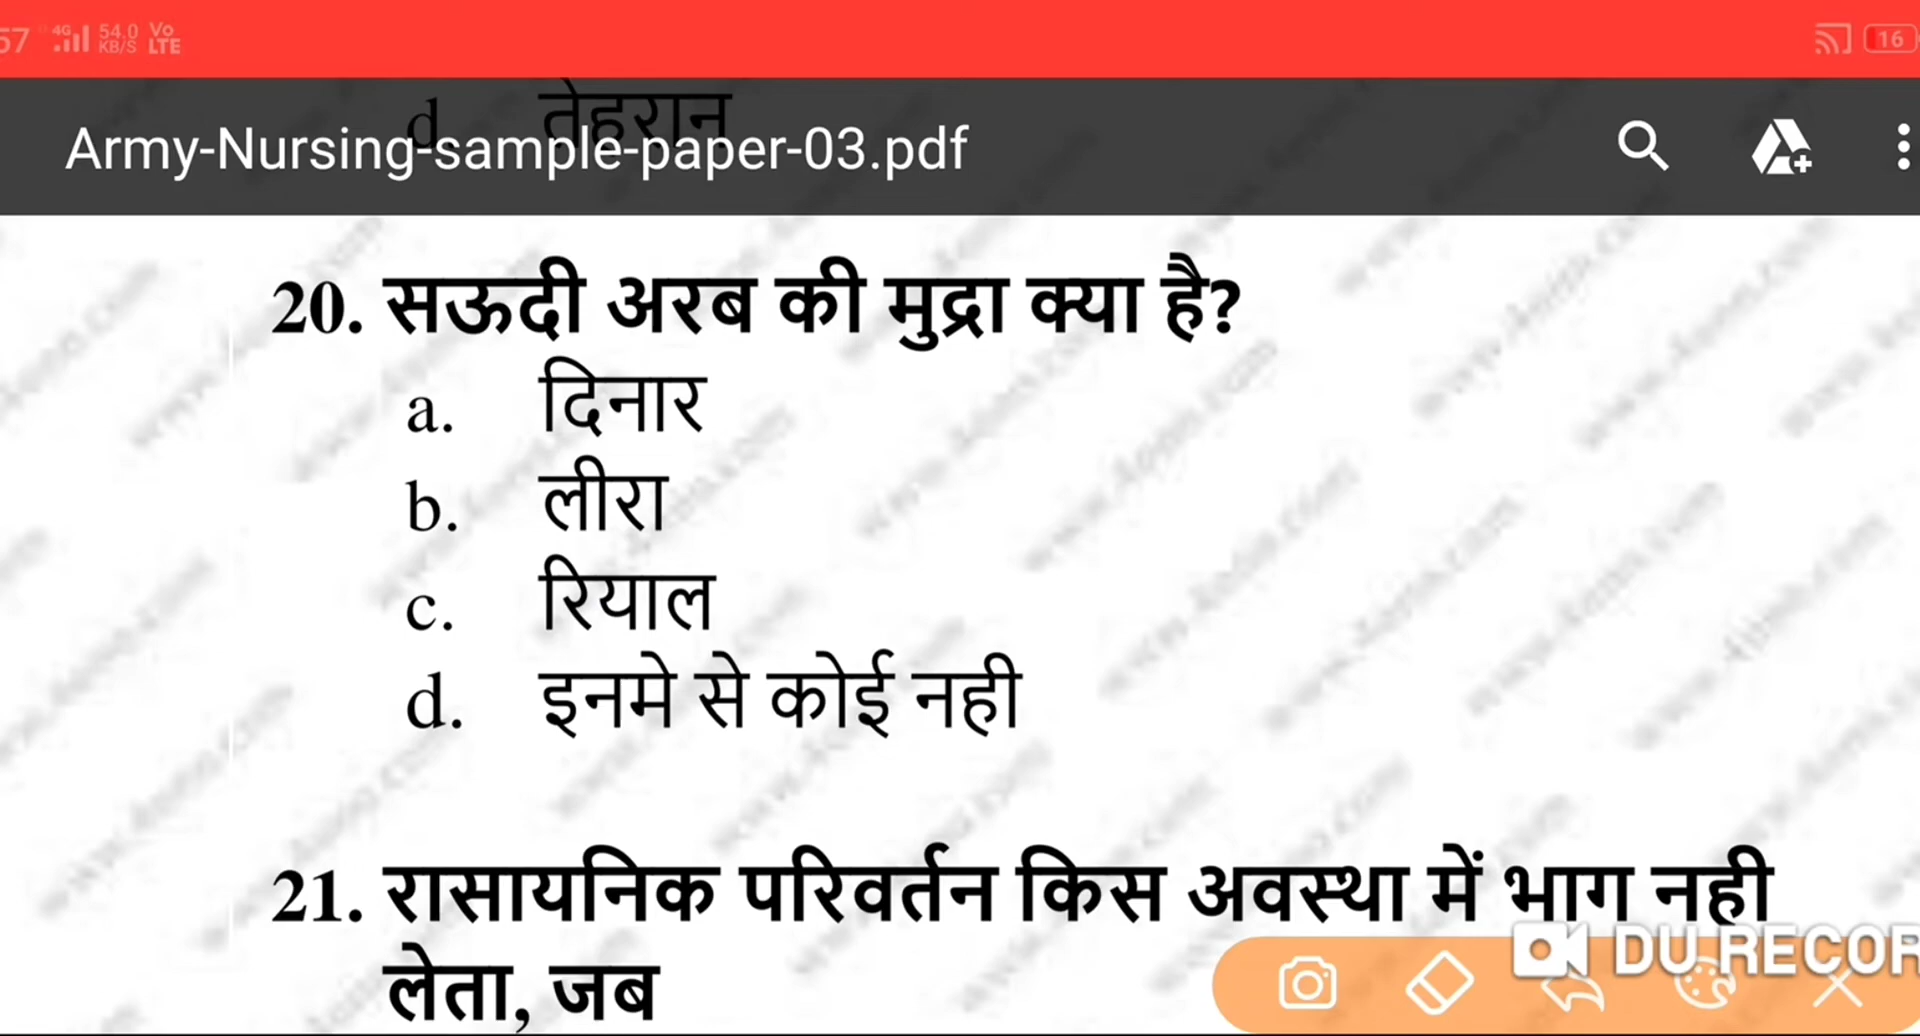 57 4G 54.0 KB/S Vo LTE 16
d तेहरान
Army-Nursing-sample-paper-03.pdf
20. सऊदी अरब की मुद्रा क्या है?
a. दिनार
b. लीरा
c. रियाल
d. इनमे से कोई नही
21. रासायनिक परिवर्तन किस अवस्था में भाग नही
लेता, जब
DU RECOR